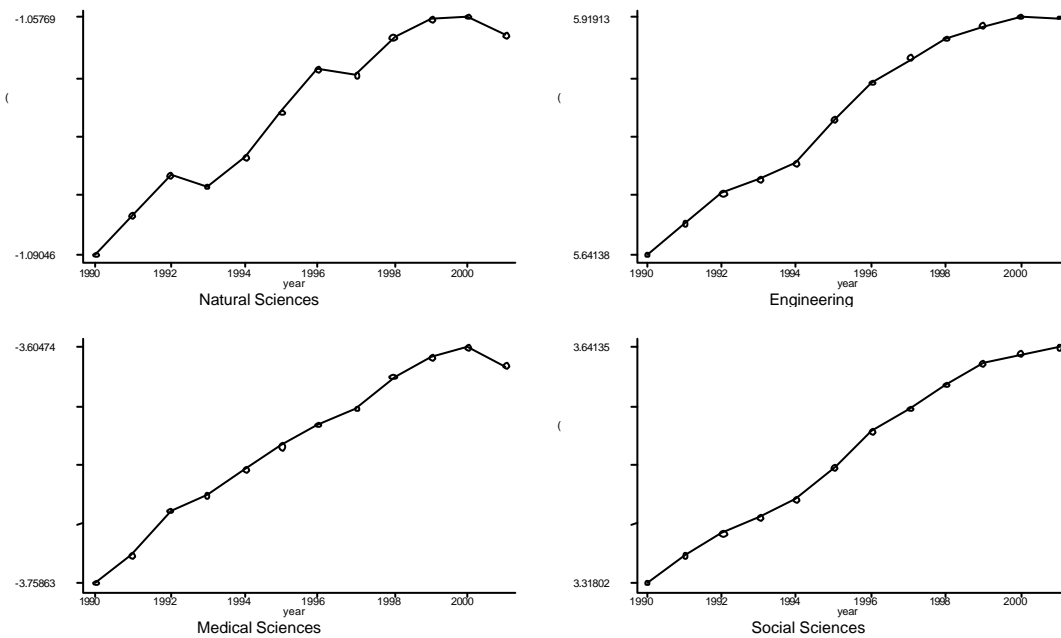 -1.05769
(
-1.09046
1990 1992 1994 1996 1998 2000
year
Natural Sciences
5.91913
(
5.64138
1990 1992 1994 1996 1998 2000
year
Engineering
-3.60474
-3.75863
1990 1992 1994 1996 1998 2000
year
Medical Sciences
3.64135
(
3.31802
1990 1992 1994 1996 1998 2000
year
Social Sciences